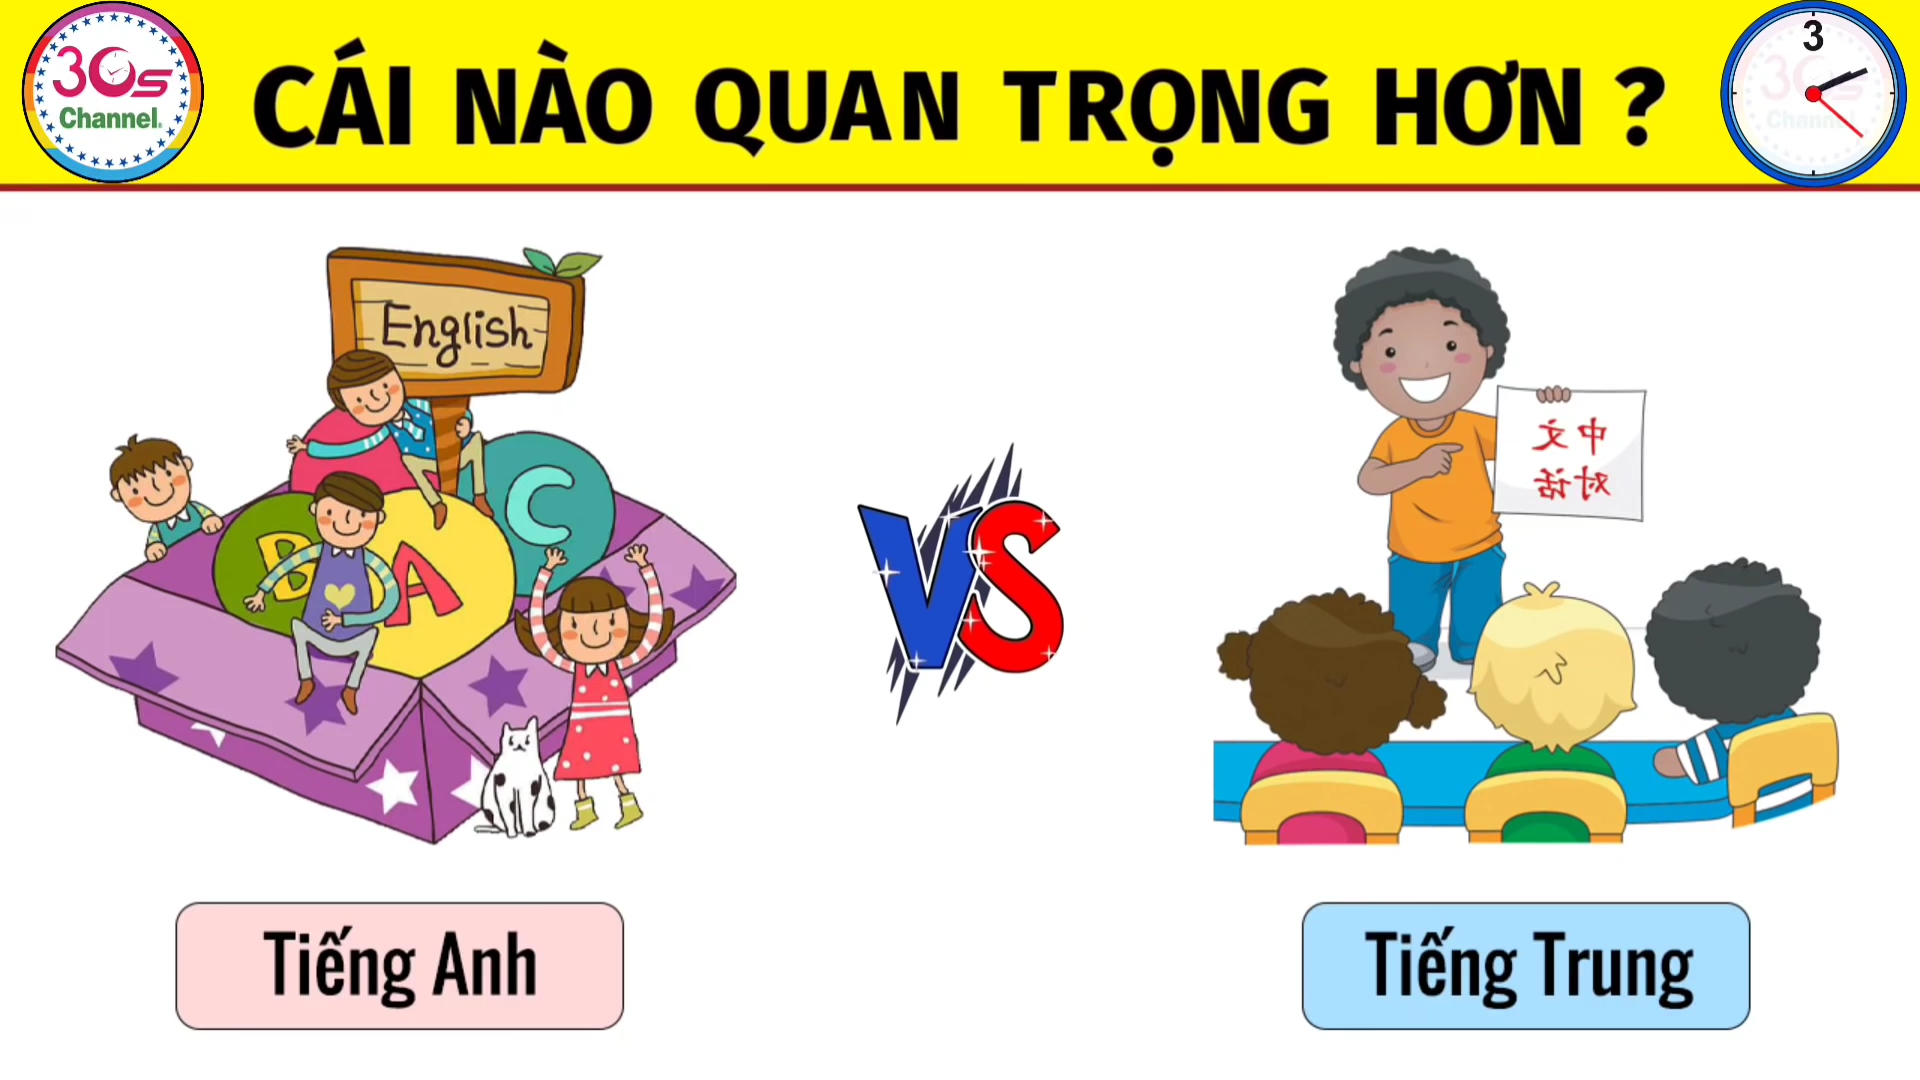 30s
Channel.
CÁI NÀO QUAN TRỌNG HƠN ?
3
English
B
A
C
VS
中文
对话
Tiếng Anh
Tiếng Trung